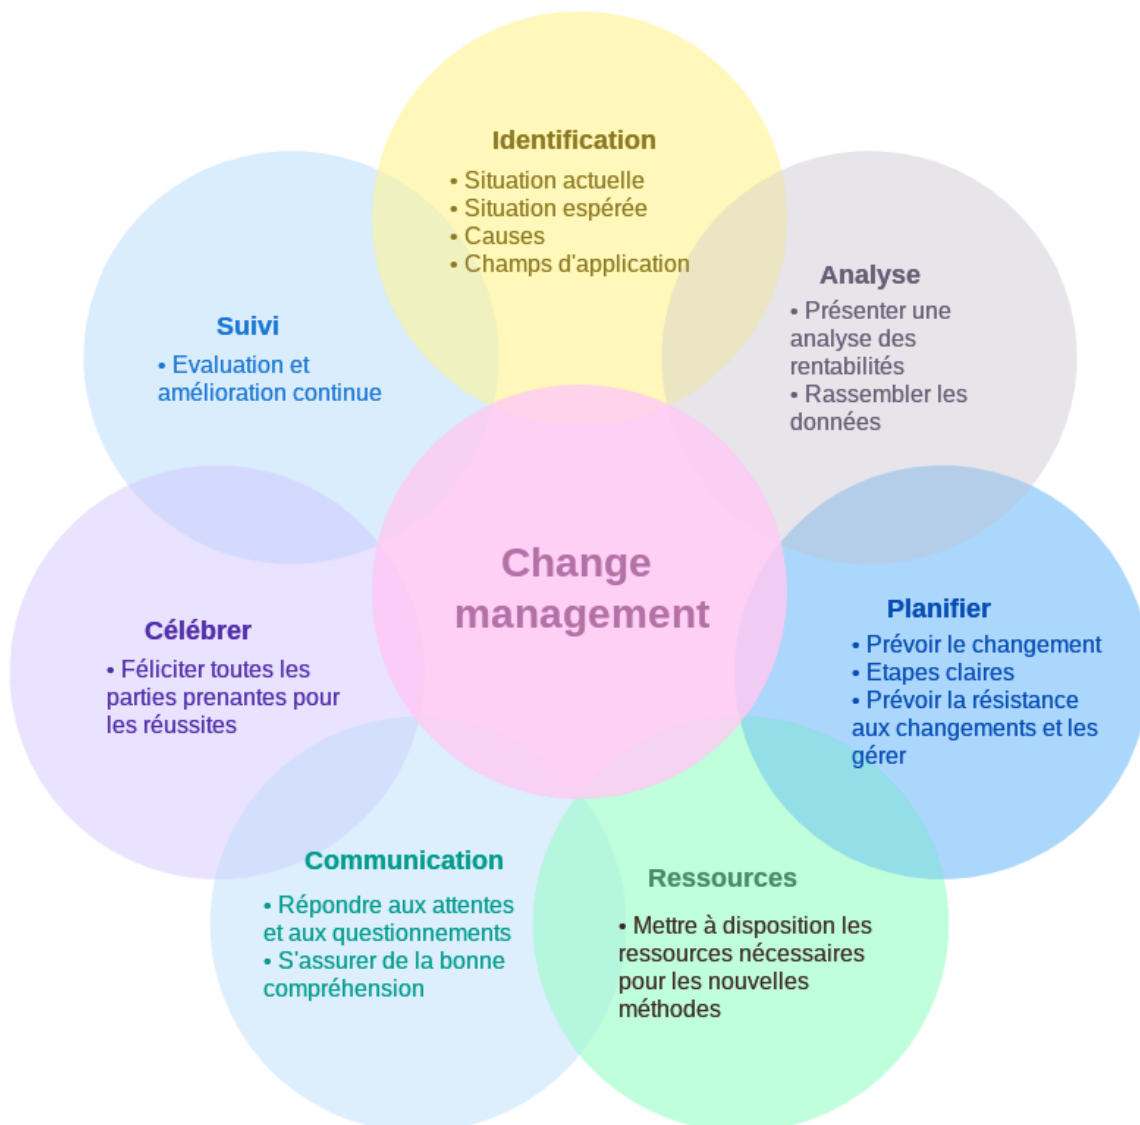 Identification
• Situation actuelle
• Situation espérée
• Causes
• Champs d'application
Analyse
• Présenter une
analyse des
rentabilités
• Rassembler les
données
Suivi
• Evaluation et
amélioration continue
Change
management
Planifier
• Prévoir le changement
• Etapes claires
• Prévoir la résistance
aux changements et les
gérer
Célébrer
• Féliciter toutes les
parties prenantes pour
les réussites
Communication
• Répondre aux attentes
et aux questionnements
• S'assurer de la bonne
compréhension
Ressources
• Mettre à disposition les
ressources nécessaires
pour les nouvelles
méthodes